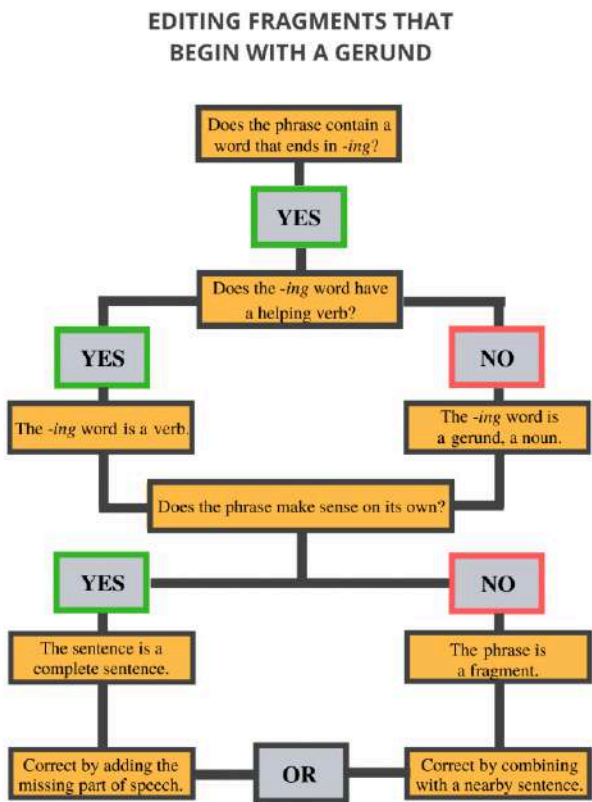 EDITING FRAGMENTS THAT
BEGIN WITH A GERUND
Does the phrase contain a
word that ends in -ing?
YES
Does the -ing word have
a helping verb?
YES
NO
The -ing word is a verb.
The -ing word is
a gerund, a noun.
Does the phrase make sense on its own?
YES
NO
The sentence is a
complete sentence.
The phrase is
a fragment.
Correct by adding the
missing part of speech.
OR
Correct by combining
with a nearby sentence.